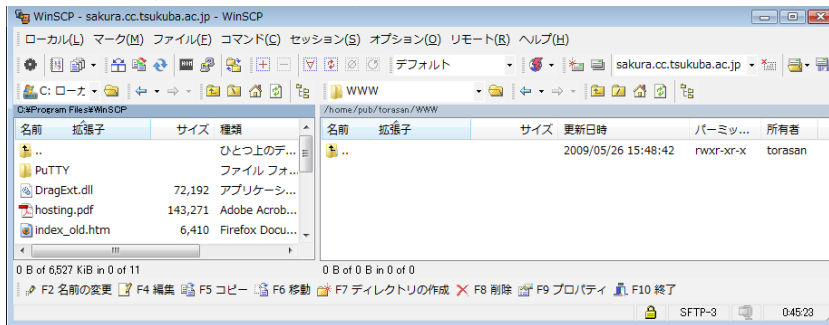 WinSCP - sakura.cc.tsukuba.ac.jp - WinSCP
ローカル(L) マーク(M) ファイル(F) コマンド(C) セッション(S) オプション(O) リモート(R) ヘルプ(H)
デフォルト sakura.cc.tsukuba.ac.jp
C: ローカ WWW
C:¥Program Files¥WinSCP /home/pub/torasan/WWW
名前 拡張子 サイズ 種類 名前 拡張子 サイズ 更新日時 パーミッ... 所有者
.. ひとつ上のデ... .. 2009/05/26 15:48:42 rwxr-xr-x torasan
PuTTY ファイル フォ...
DragExt.dll 72,192 アプリケーシ...
hosting.pdf 143,271 Adobe Acrob...
index_old.htm 6,410 Firefox Docu...
0 B of 6,527 KiB in 0 of 11 0 B of 0 B in 0 of 0
F2 名前の変更 F4 編集 F5 コピー F6 移動 F7 ディレクトリの作成 F8 削除 F9 プロパティ F10 終了
SFTP-3 0:45:23